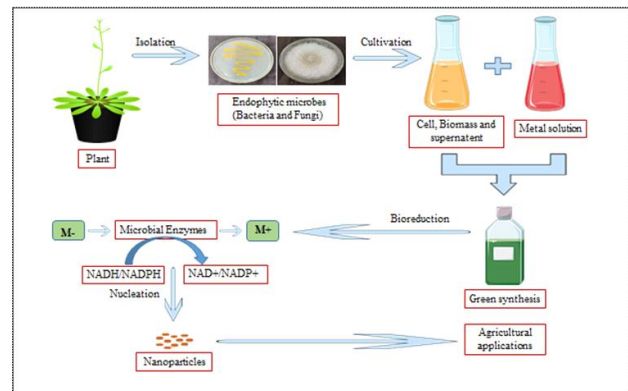 Isolation
Cultivation
Endophytic microbes
(Bacteria and Fungi)
Plant
Cell, Biomass and
supernatent
Metal solution
Bioreduction
M-
Microbial Enzymes
M+
NADH/NADPH
NAD+/NADP+
Nucleation
Green synthesis
Nanoparticles
Agricultural
applications